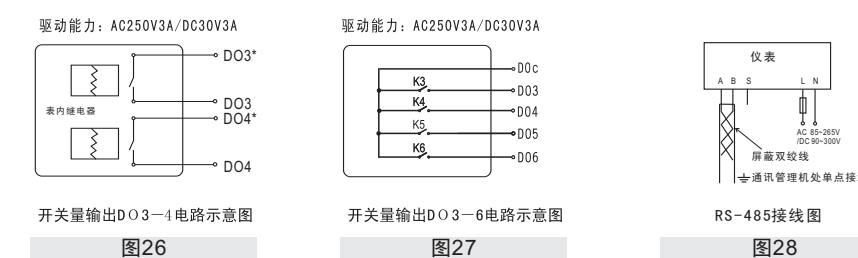 驱动能力：AC250V3A/DC30V3A
DO3*
表内继电器
DO3
DO4*
DO4
开关量输出DO3－4电路示意图
图26
驱动能力：AC250V3A/DC30V3A
DOc
K3
DO3
K4
DO4
K5
DO5
K6
DO6
开关量输出DO3－6电路示意图
图27
仪表
A B S L N
AC 85~265V
/DC 90~300V
屏蔽双绞线
通讯管理机处单点接
RS-485接线图
图28